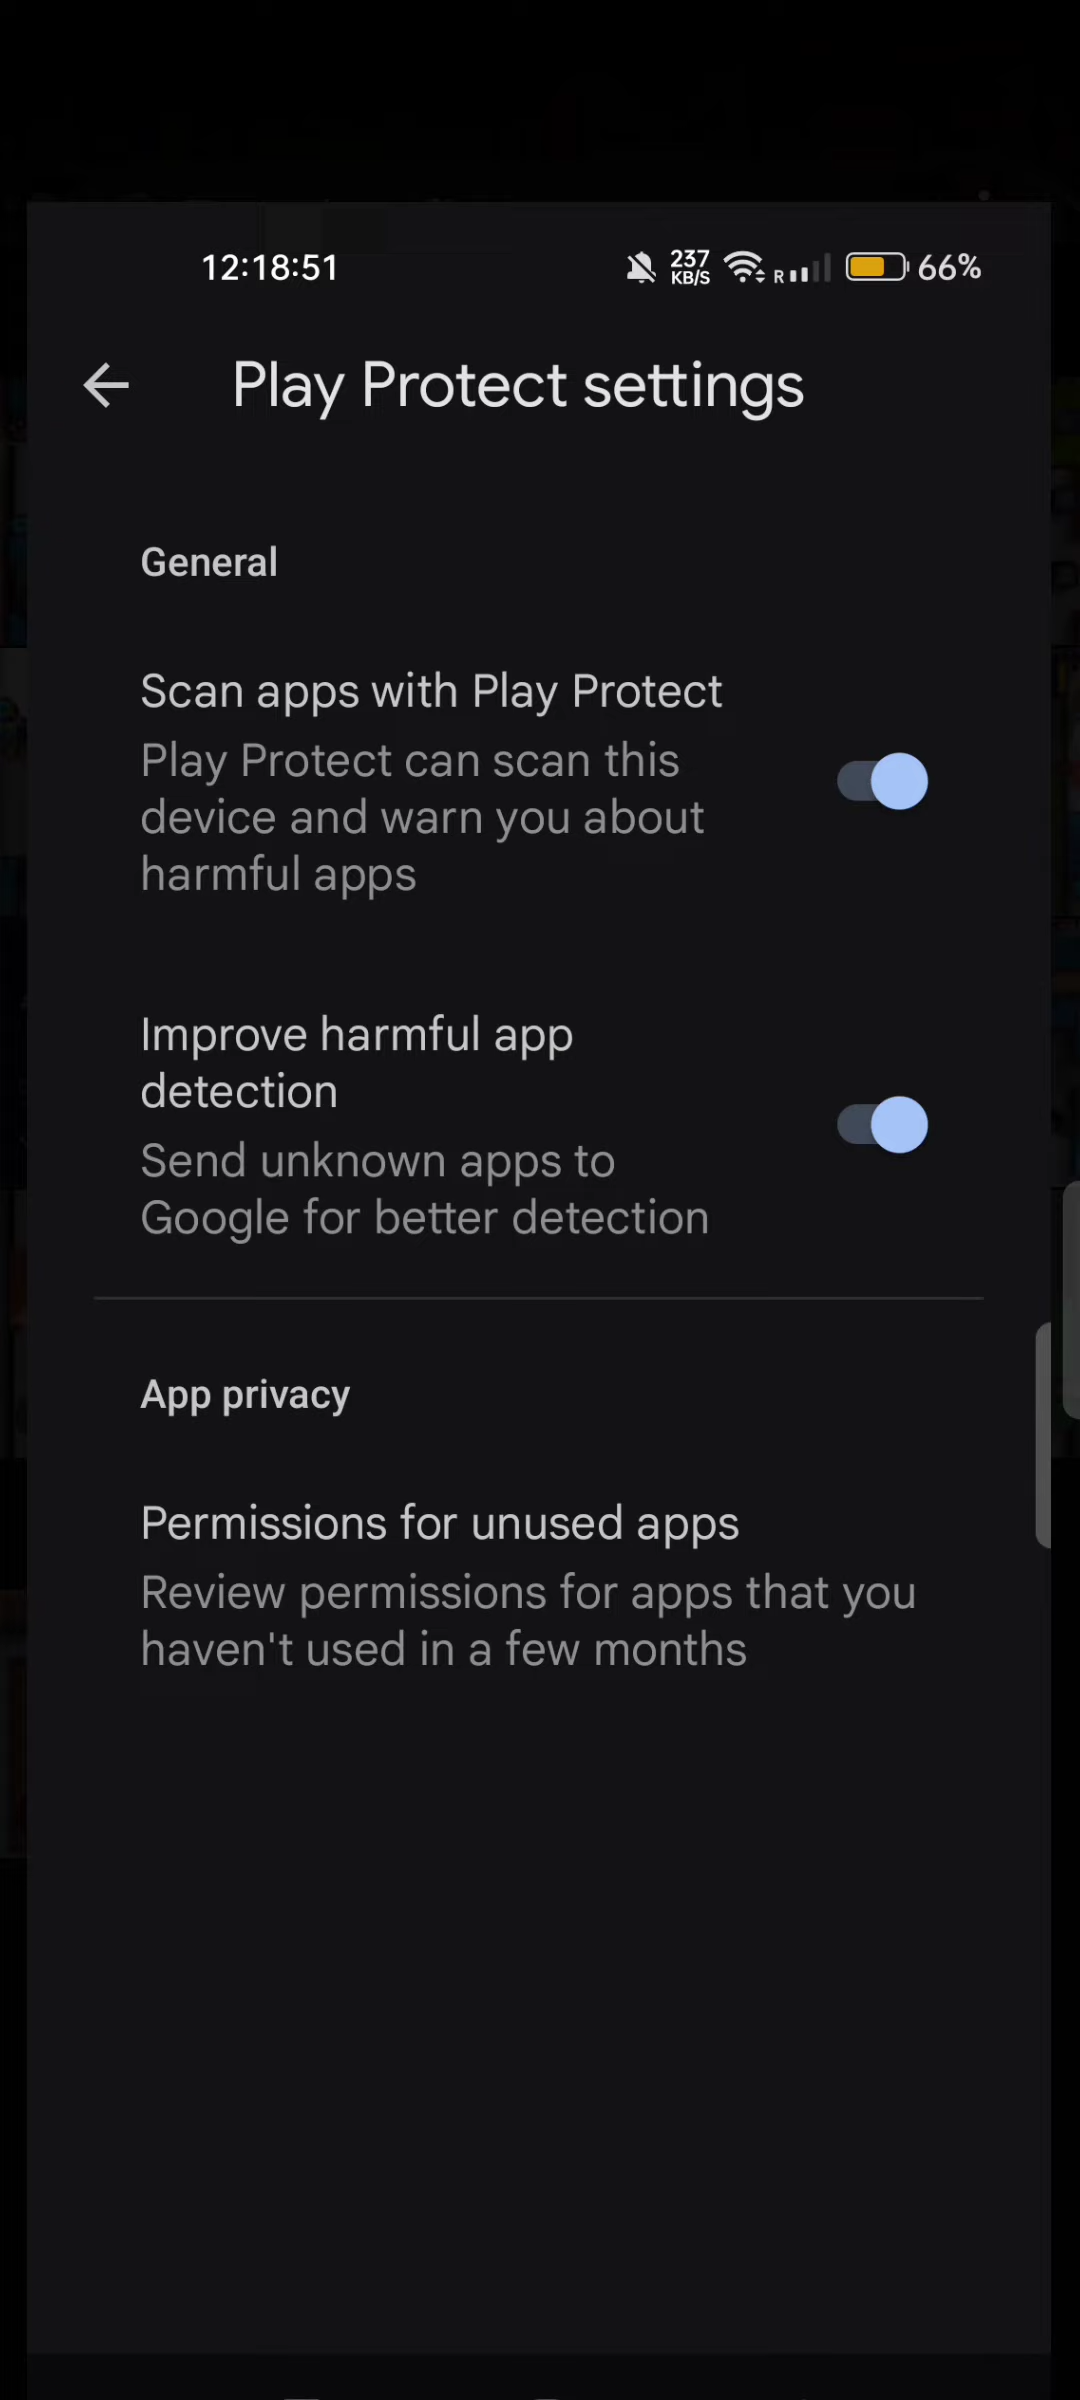 12:18:51
237
KB/S
R
66%
Play Protect settings
General
Scan apps with Play Protect
Play Protect can scan this
device and warn you about
harmful apps
Improve harmful app
detection
Send unknown apps to
Google for better detection
App privacy
Permissions for unused apps
Review permissions for apps that you
haven't used in a few months